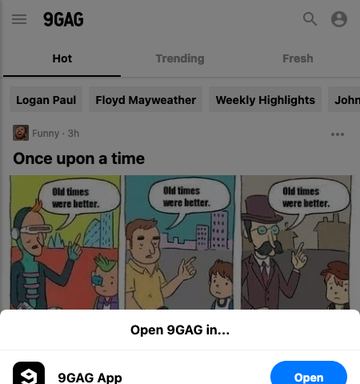 9GAG
Hot
Trending
Fresh
Logan Paul
Floyd Mayweather
Weekly Highlights
John
Funny · 3h
Once upon a time
Old times
were better.
Old times
were better.
Old times
were better.
Open 9GAG in...
9GAG App
Open